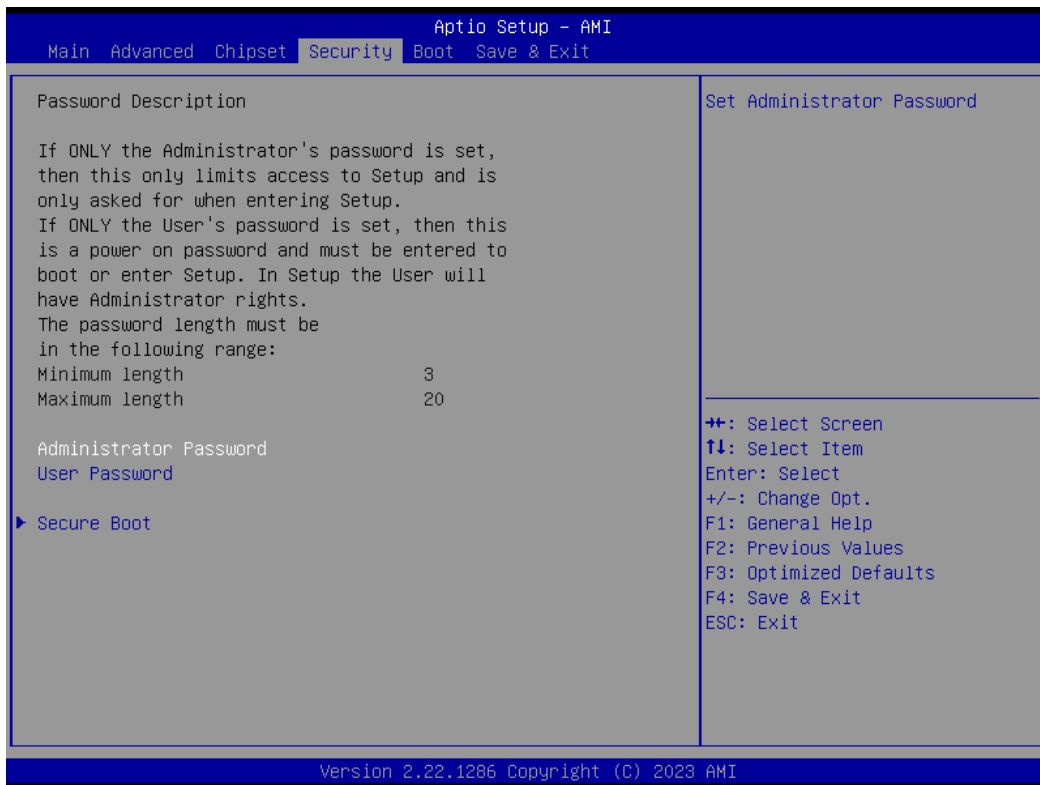 Aptio Setup - AMI
Main Advanced Chipset Security Boot Save & Exit
Password Description
If ONLY the Administrator's password is set,
then this only limits access to Setup and is
only asked for when entering Setup.
If ONLY the User's password is set, then this
is a power on password and must be entered to
boot or enter Setup. In Setup the User will
have Administrator rights.
The password length must be
in the following range:
Minimum length 3
Maximum length 20
Administrator Password
User Password
▶ Secure Boot
Set Administrator Password
→←: Select Screen
↑↓: Select Item
Enter: Select
+/-: Change Opt.
F1: General Help
F2: Previous Values
F3: Optimized Defaults
F4: Save & Exit
ESC: Exit
Version 2.22.1286 Copyright (C) 2023 AMI